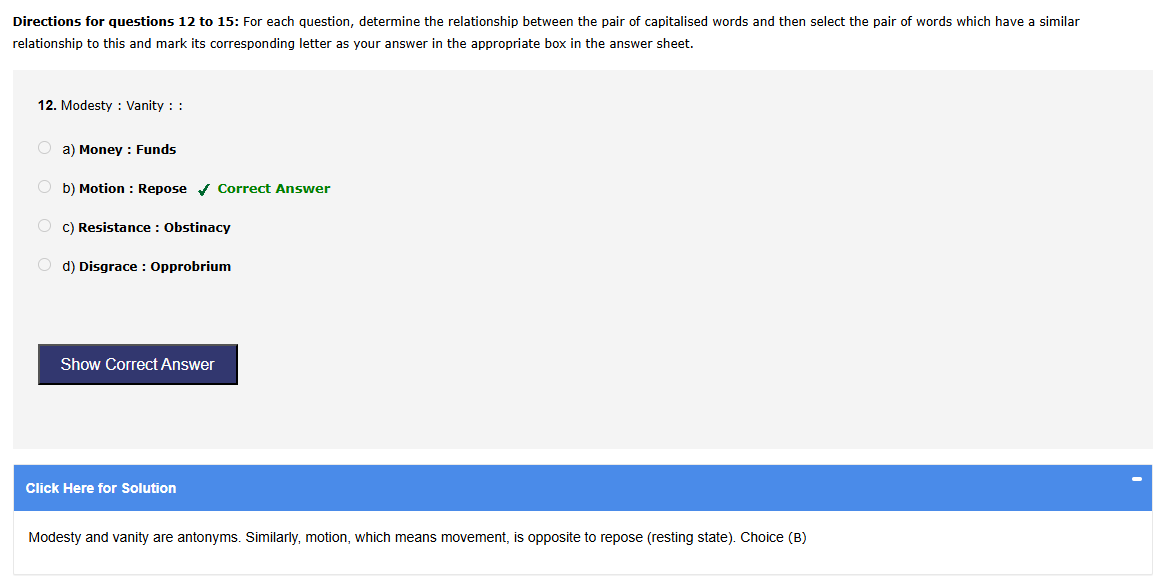 Directions for questions 12 to 15: For each question, determine the relationship between the pair of capitalised words and then select the pair of words which have a similar
relationship to this and mark its corresponding letter as your answer in the appropriate box in the answer sheet.
12. Modesty : Vanity : :
a) Money : Funds
b) Motion : Repose ✓ Correct Answer
c) Resistance : Obstinacy
d) Disgrace : Opprobrium
Show Correct Answer
Click Here for Solution
Modesty and vanity are antonyms. Similarly, motion, which means movement, is opposite to repose (resting state). Choice (B)